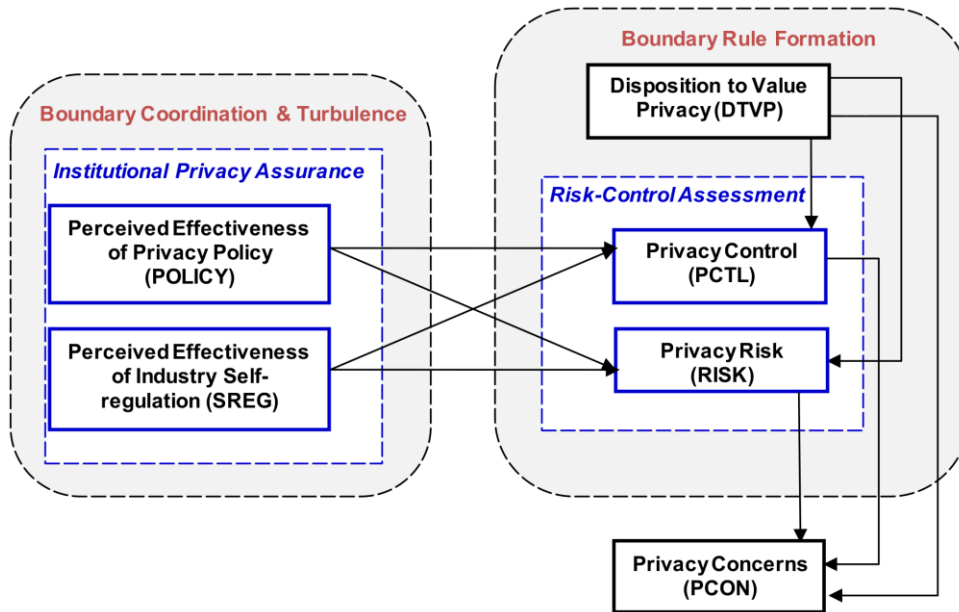 Boundary Coordination & Turbulence
Institutional Privacy Assurance
Perceived Effectiveness
of Privacy Policy
(POLICY)
Perceived Effectiveness
of Industry Self-
regulation (SREG)
Boundary Rule Formation
Disposition to Value
Privacy (DTVP)
Risk-Control Assessment
Privacy Control
(PCTL)
Privacy Risk
(RISK)
Privacy Concerns
(PCON)